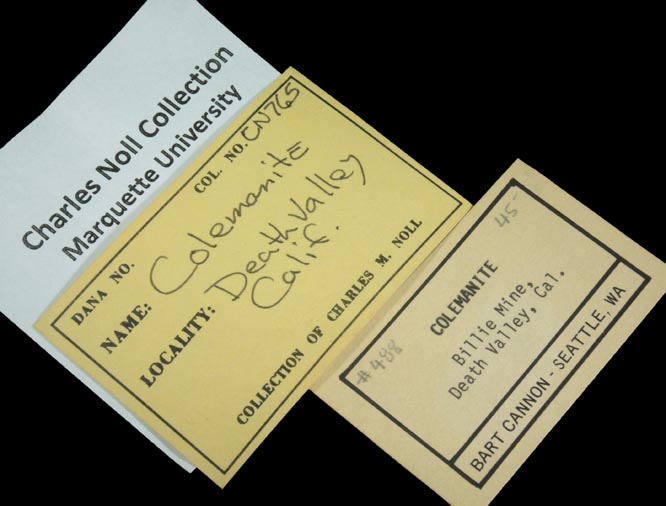 Charles Noll Collection
Marquette University
DANA NO. COL. NO. CN765
NAME: Colemanite
LOCALITY: Death Valley
Calif.
COLLECTION OF CHARLES M. NOLL
#488 45-
COLEMANITE
Billie Mine,
Death Valley, Cal.
BART CANNON - SEATTLE, WA